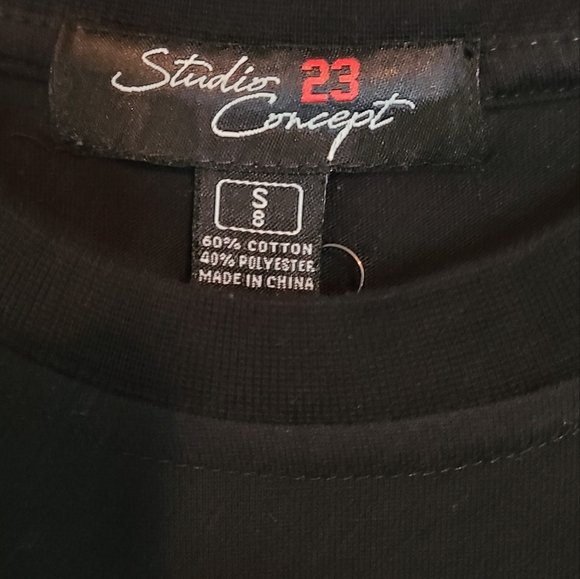 Studio 23
Concept
S
8
60% COTTON
40% POLYESTER
MADE IN CHINA